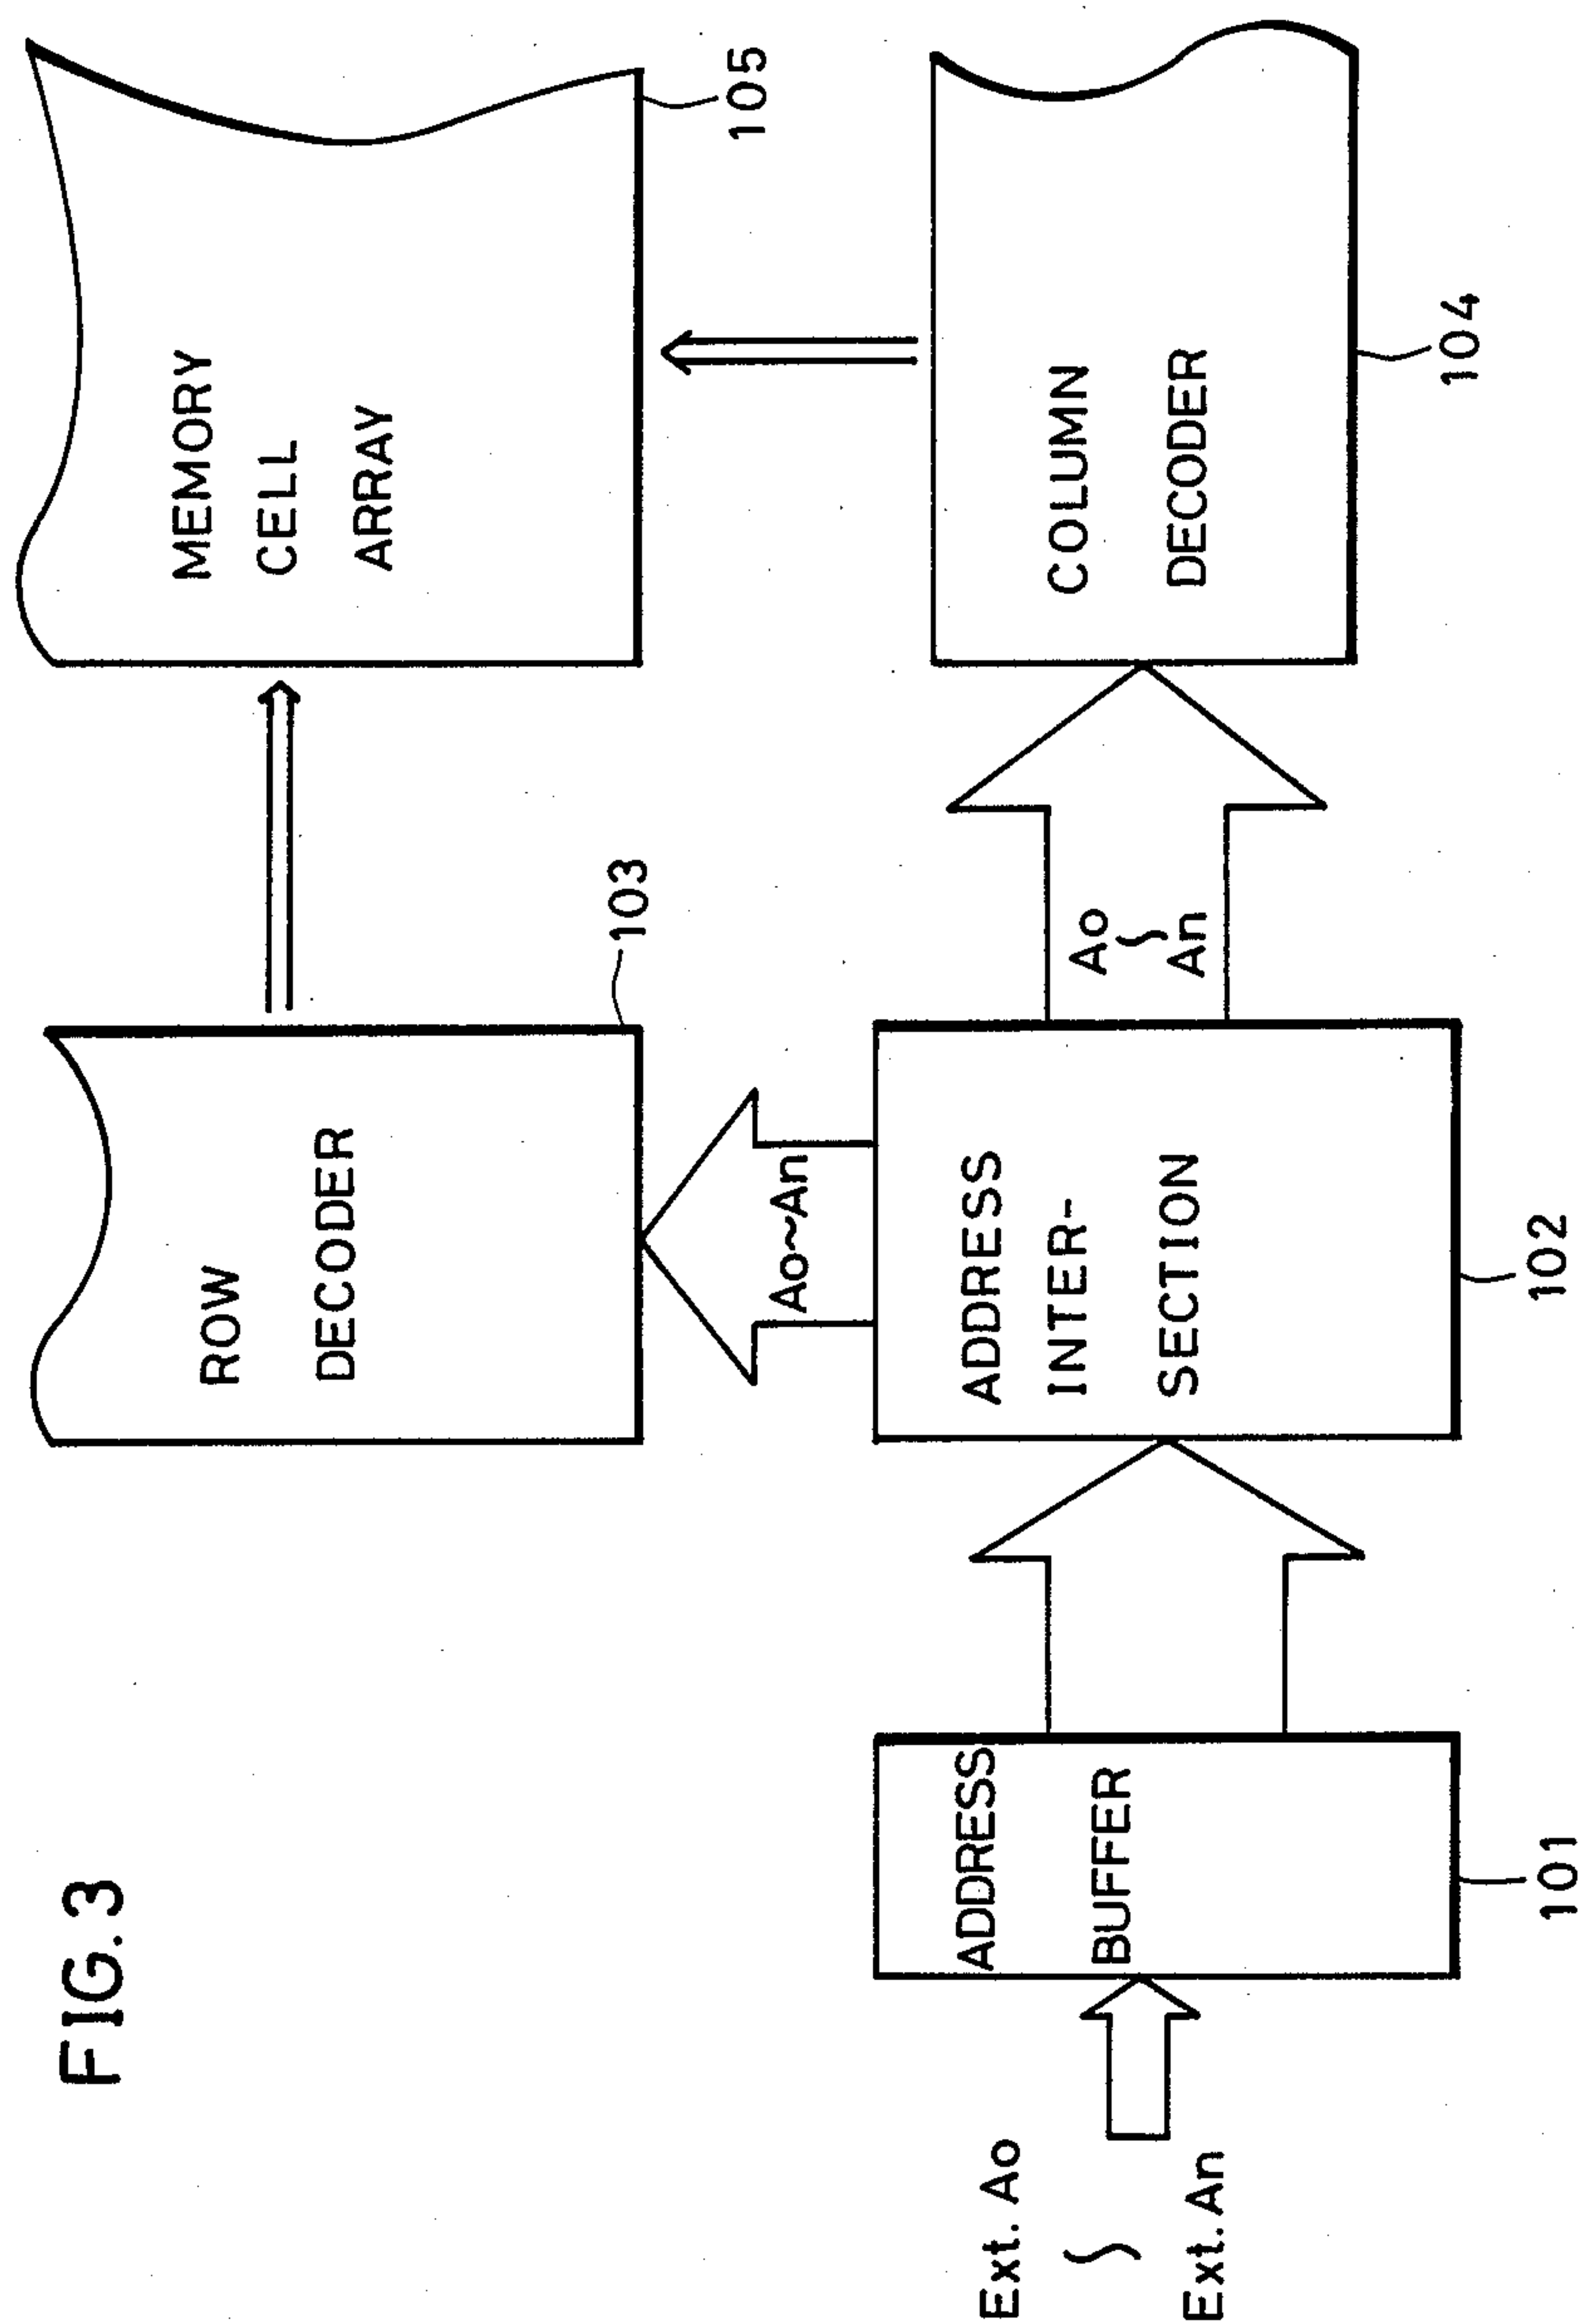 FIG.3
ROW
DECODER
103
MEMORY
CELL
ARRAY
105
Ao~An
Ext. Ao
~
Ext. An
ADDRESS
BUFFER
101
ADDRESS
INTER-
SECTION
102
Ao
~
An
COLUMN
DECODER
104